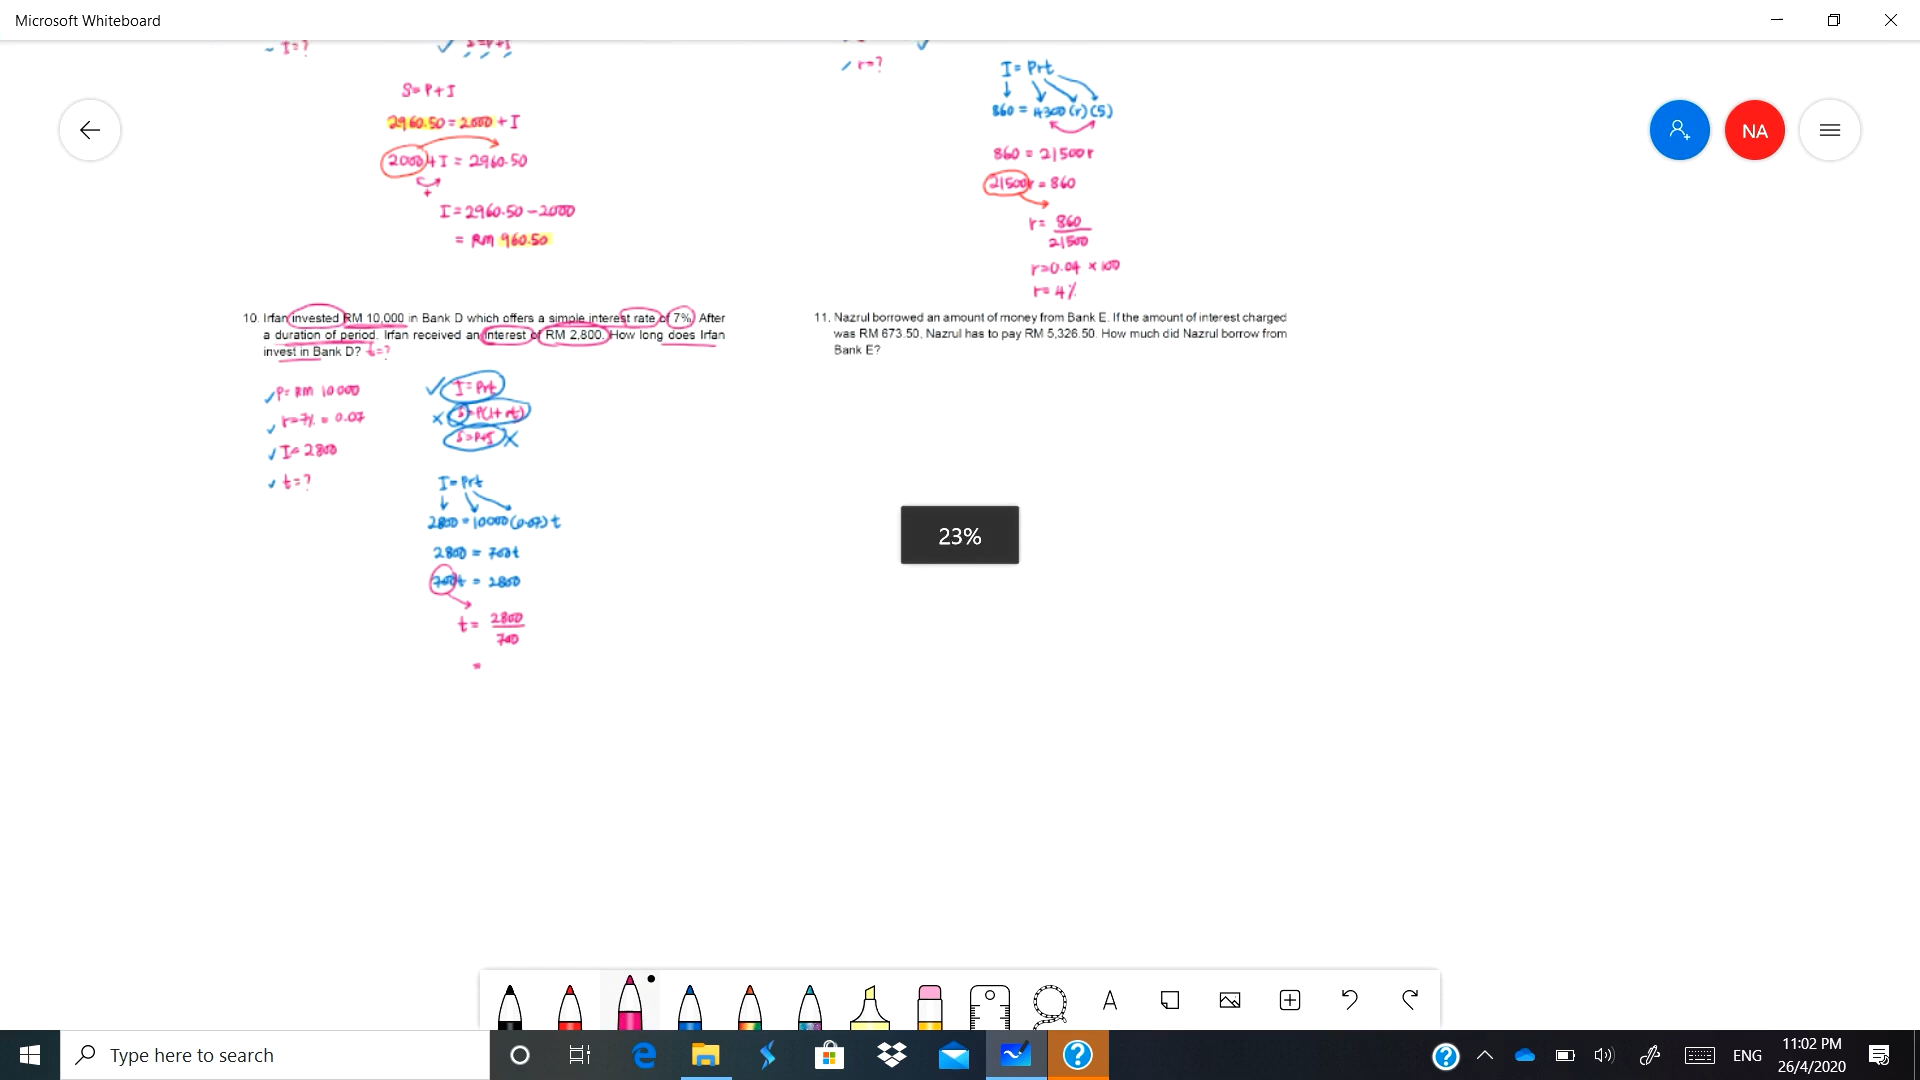 Microsoft Whiteboard
I=?
S=P+I
r=?
S=P+I
2960.50 = 2000 + I
2000 + I = 2960.50
I = 2960.50 - 2000
= RM 960.50
I = Prt
860 = 4300 (r) (5)
860 = 21500r
21500r = 860
r = 860
21500
r = 0.04 × 100
r = 4%
NA
10. Irfan invested RM 10,000 in Bank D which offers a simple interest rate of 7%. After
a duration of period, Irfan received an interest of RM 2,800. How long does Irfan
invest in Bank D? t=?
P = RM 10 000
r = 7% = 0.07
I = 2800
t = ?
I = Prt
S = P(1+rt)
S = P+I
I = Prt
2800 = 10000 (0.07) t
2800 = 700t
700t = 2800
t = 2800
700
=
11. Nazrul borrowed an amount of money from Bank E. If the amount of interest charged
was RM 673.50, Nazrul has to pay RM 5,326.50. How much did Nazrul borrow from
Bank E?
23%
Type here to search
ENG
11:02 PM
26/4/2020